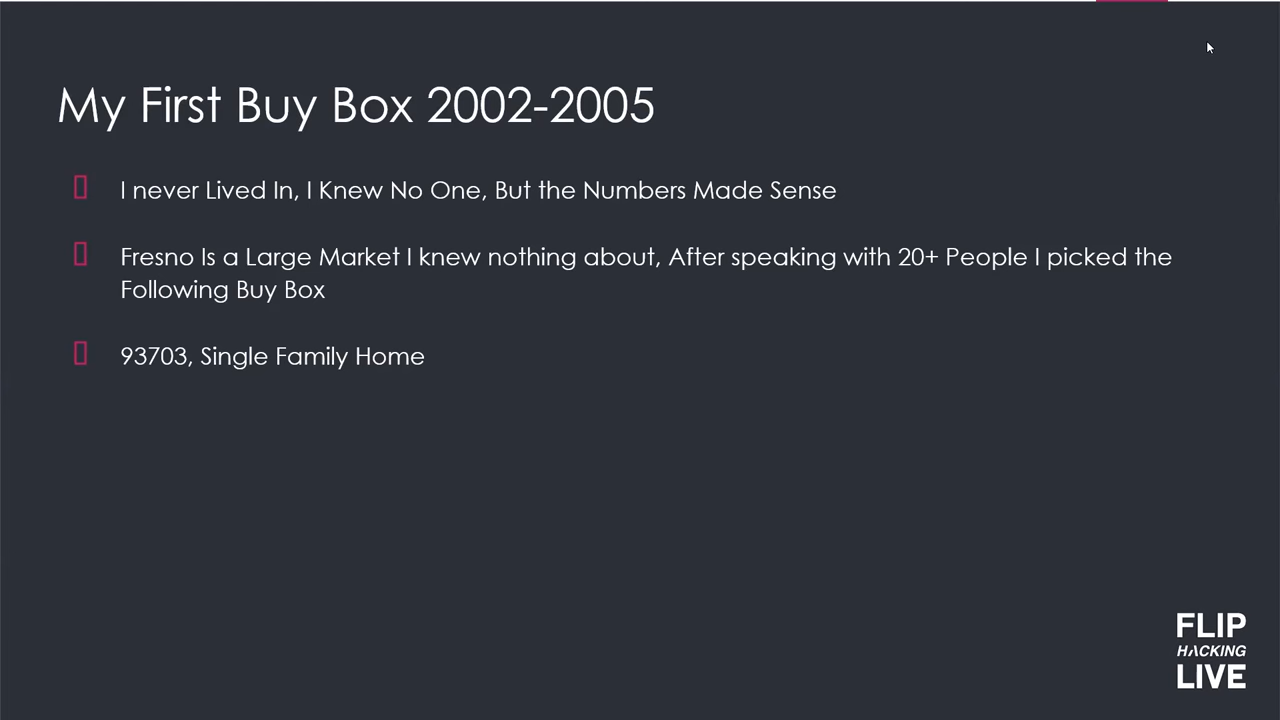 My First Buy Box 2002-2005
I never Lived In, I Knew No One, But the Numbers Made Sense
Fresno Is a Large Market I knew nothing about, After speaking with 20+ People I picked the
Following Buy Box
93703, Single Family Home
FLIP
HACKING
LIVE